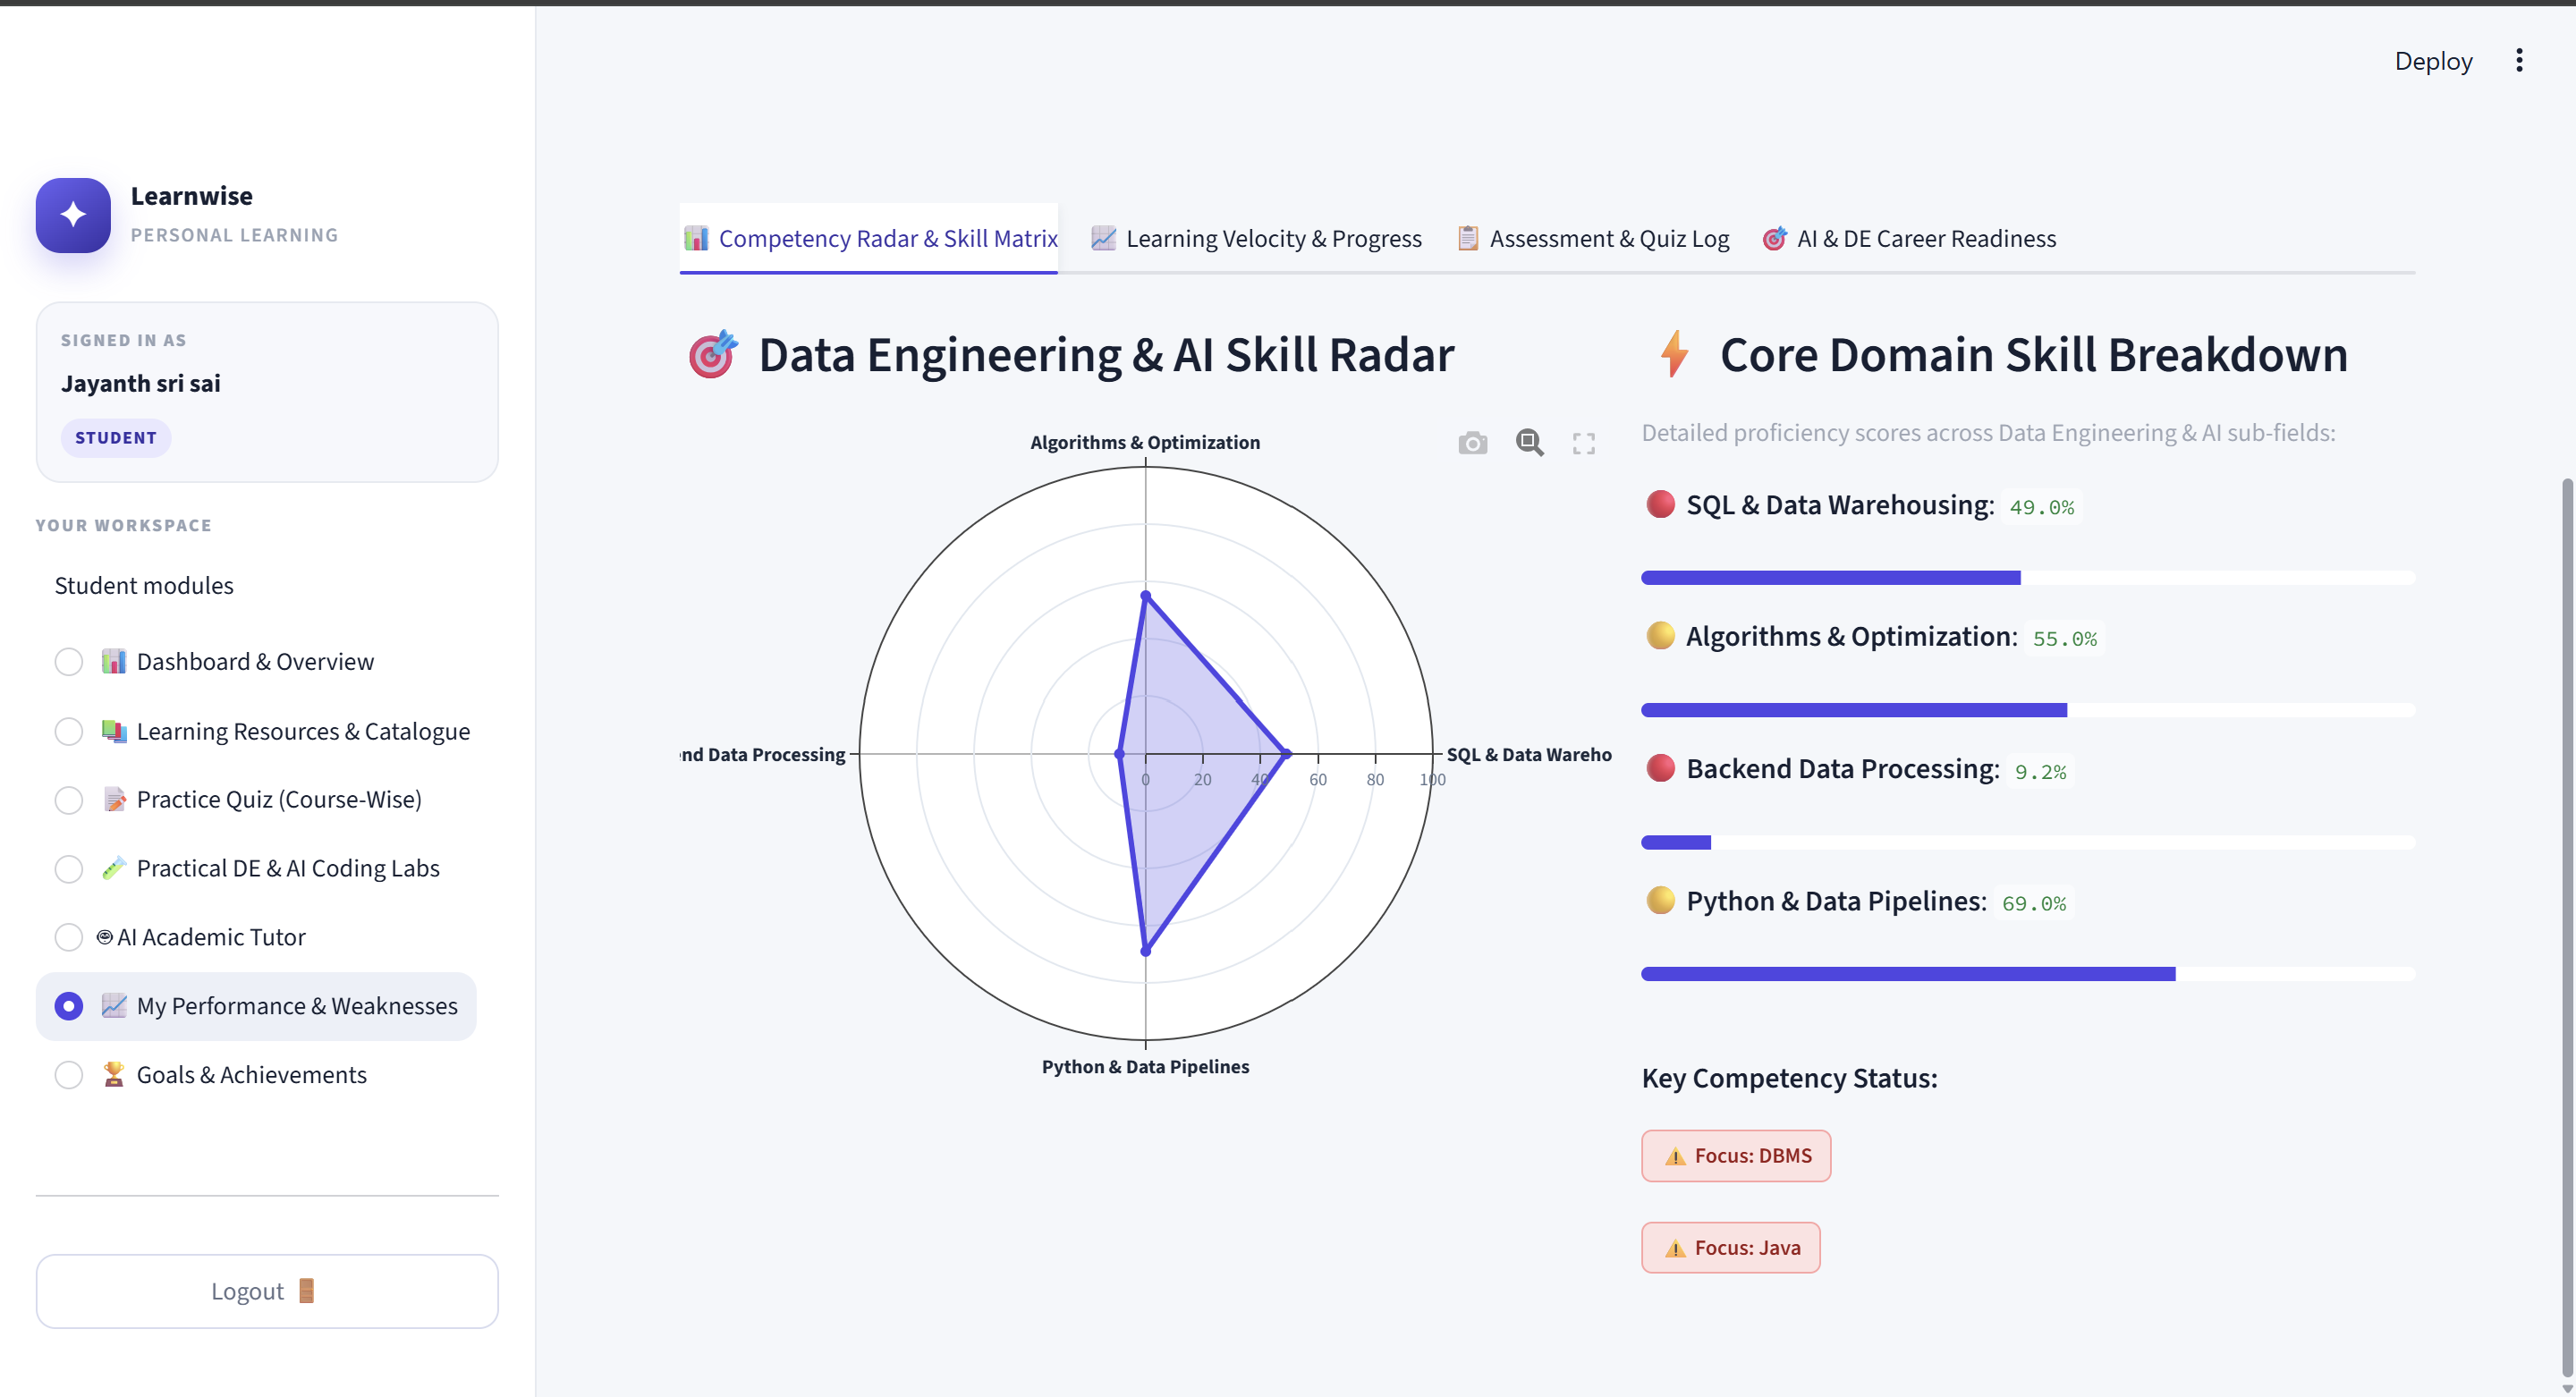 Deploy
Learnwise
PERSONAL LEARNING
SIGNED IN AS
Jayanth sri sai
STUDENT
YOUR WORKSPACE
Student modules
Dashboard & Overview
Learning Resources & Catalogue
Practice Quiz (Course-Wise)
Practical DE & AI Coding Labs
AI Academic Tutor
My Performance & Weaknesses
Goals & Achievements
Logout
Competency Radar & Skill Matrix
Learning Velocity & Progress
Assessment & Quiz Log
AI & DE Career Readiness
Data Engineering & AI Skill Radar
Algorithms & Optimization
nd Data Processing
SQL & Data Wareho
0 20 40 60 80 100
Python & Data Pipelines
Core Domain Skill Breakdown
Detailed proficiency scores across Data Engineering & AI sub-fields:
SQL & Data Warehousing: 49.0%
Algorithms & Optimization: 55.0%
Backend Data Processing: 9.2%
Python & Data Pipelines: 69.0%
Key Competency Status:
Focus: DBMS
Focus: Java